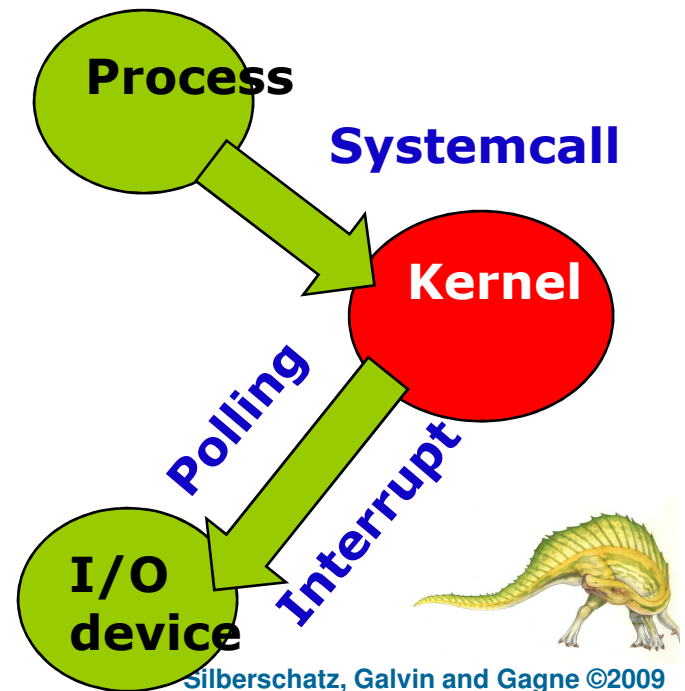 Process
Systemcall
Kernel
Polling
Interrupt
I/O
device
Silberschatz, Galvin and Gagne ©2009